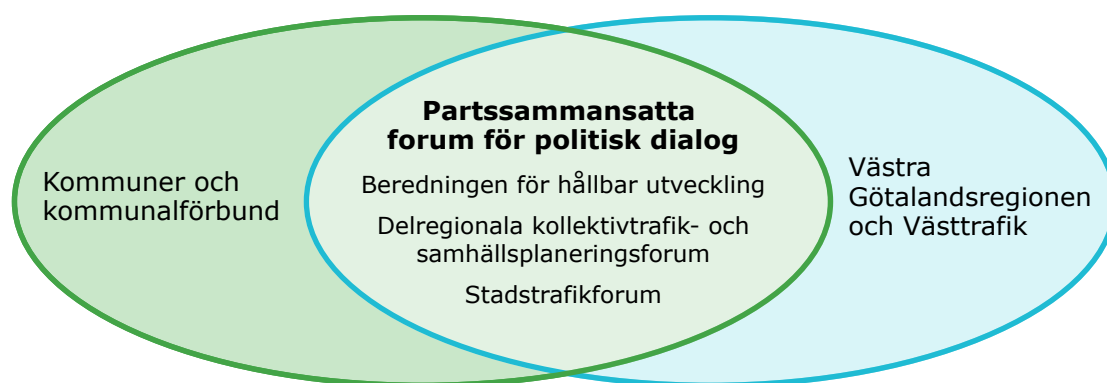 Kommuner och
kommunalförbund
Partssammansatta
forum för politisk dialog
Beredningen för hållbar utveckling
Delregionala kollektivtrafik- och
samhällsplaneringsforum
Stadstrafikforum
Västra
Götalandsregionen
och Västtrafik